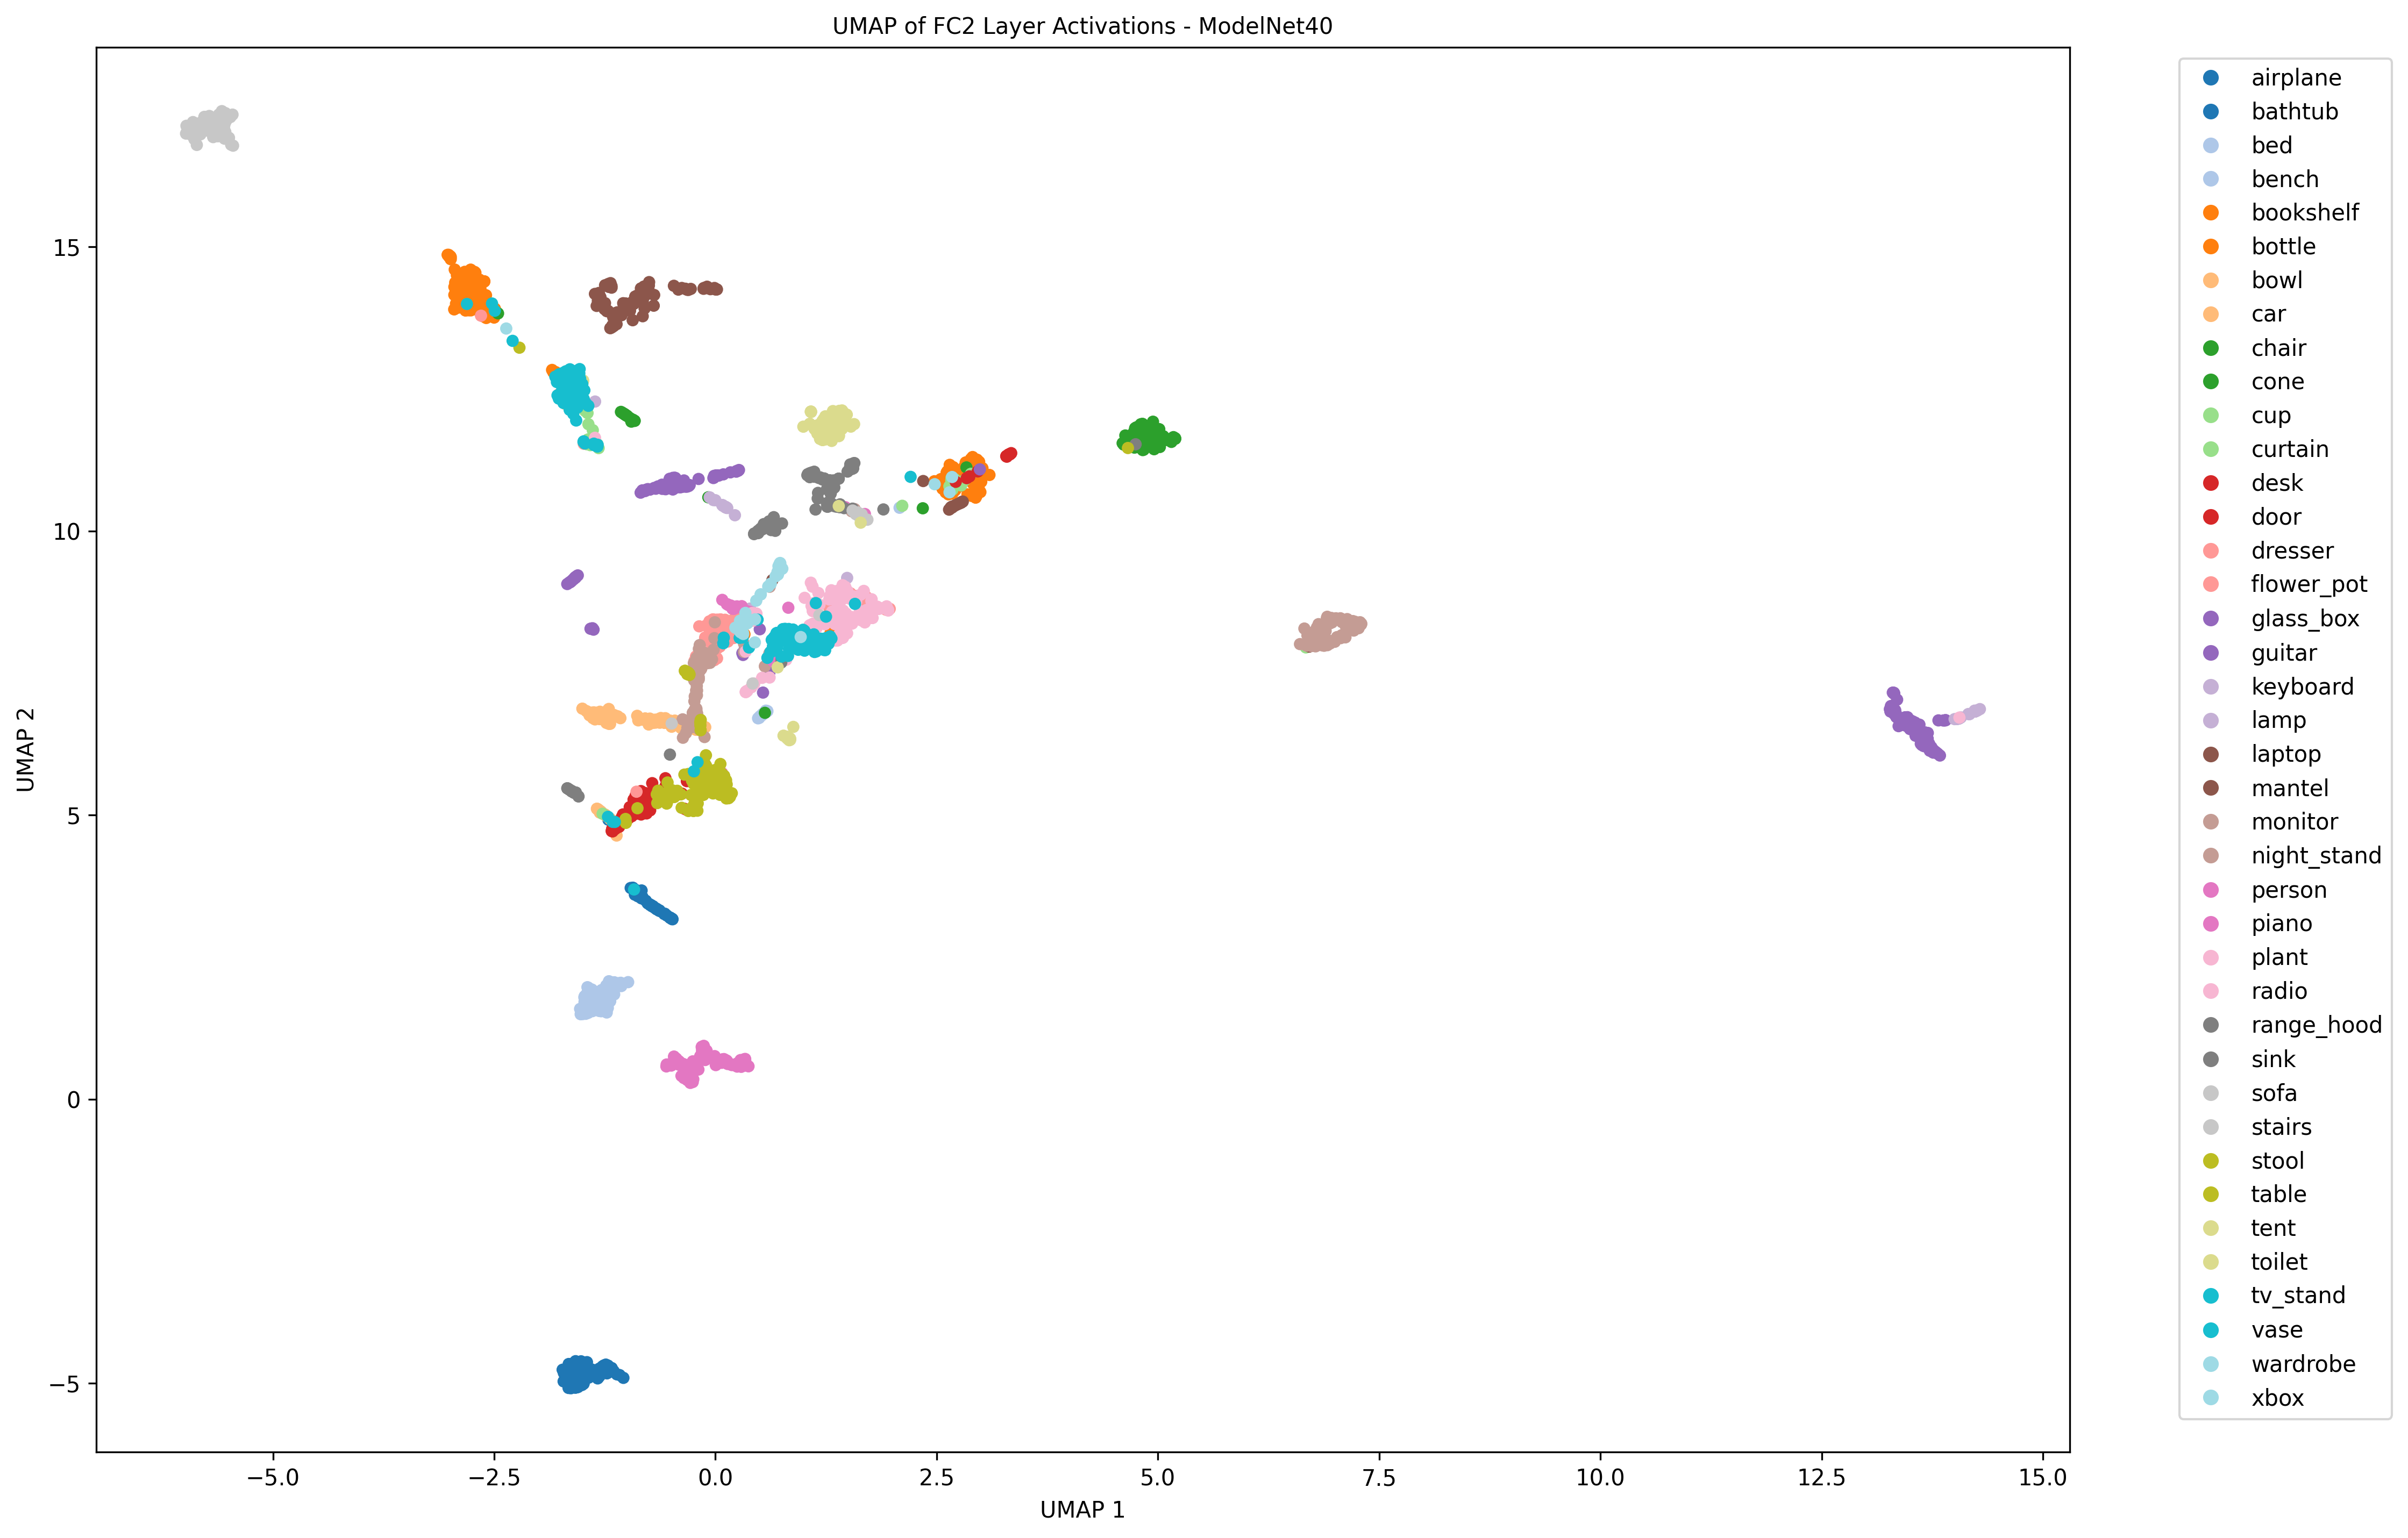 UMAP of FC2 Layer Activations - ModelNet40
UMAP 2
15
10
5
0
−5
−5.0
−2.5
0.0
2.5
5.0
7.5
10.0
12.5
15.0
UMAP 1
airplane
bathtub
bed
bench
bookshelf
bottle
bowl
car
chair
cone
cup
curtain
desk
door
dresser
flower_pot
glass_box
guitar
keyboard
lamp
laptop
mantel
monitor
night_stand
person
piano
plant
radio
range_hood
sink
sofa
stairs
stool
table
tent
toilet
tv_stand
vase
wardrobe
xbox